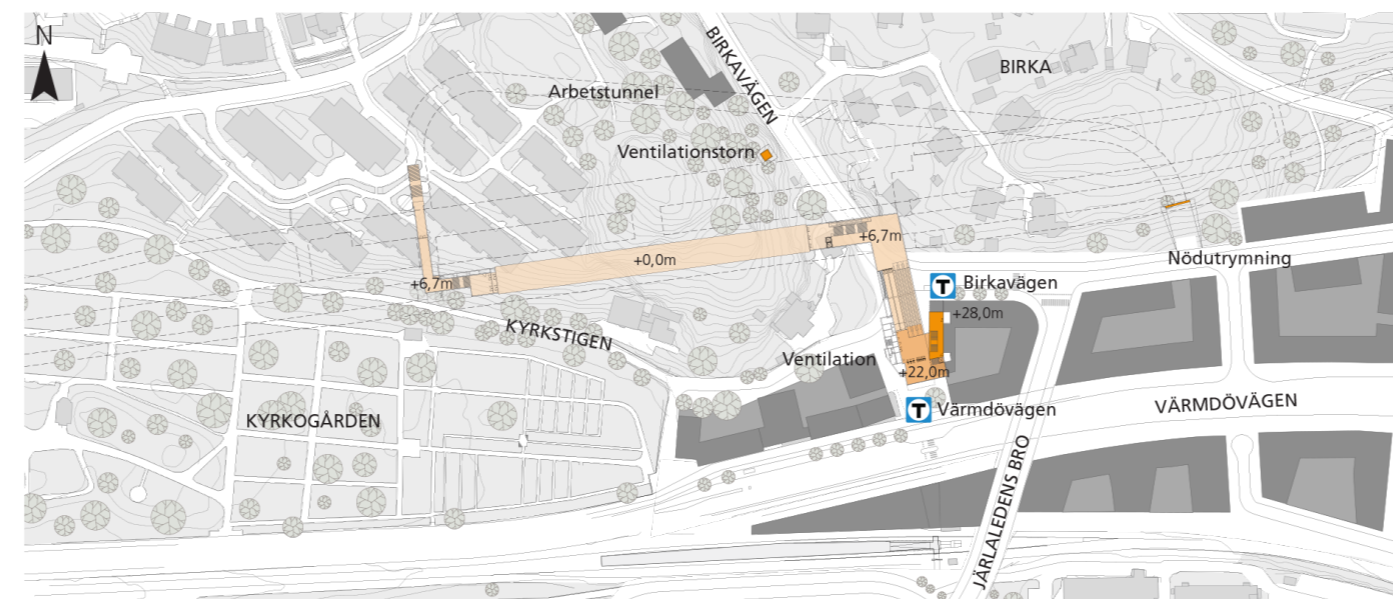 N
BIRKAVÄGEN
BIRKA
Arbetstunnel
Ventilationstorn
+6,7m
+0,0m
+6,7m
Nödutrymning
T Birkavägen
+28,0m
KYRKSTIGEN
Ventilation
+22,0m
T Värmdövägen
VÄRMDÖVÄGEN
KYRKOGÅRDEN
JÄRLALEDENS BRO